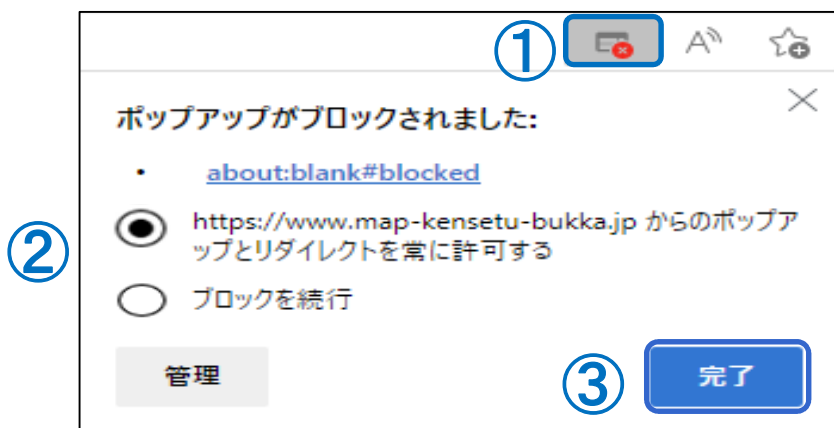 ①
A
ポップアップがブロックされました:
• about:blank#blocked
②
https://www.map-kensetu-bukka.jp からのポップア
ップとリダイレクトを常に許可する
ブロックを続行
管理
③
完了